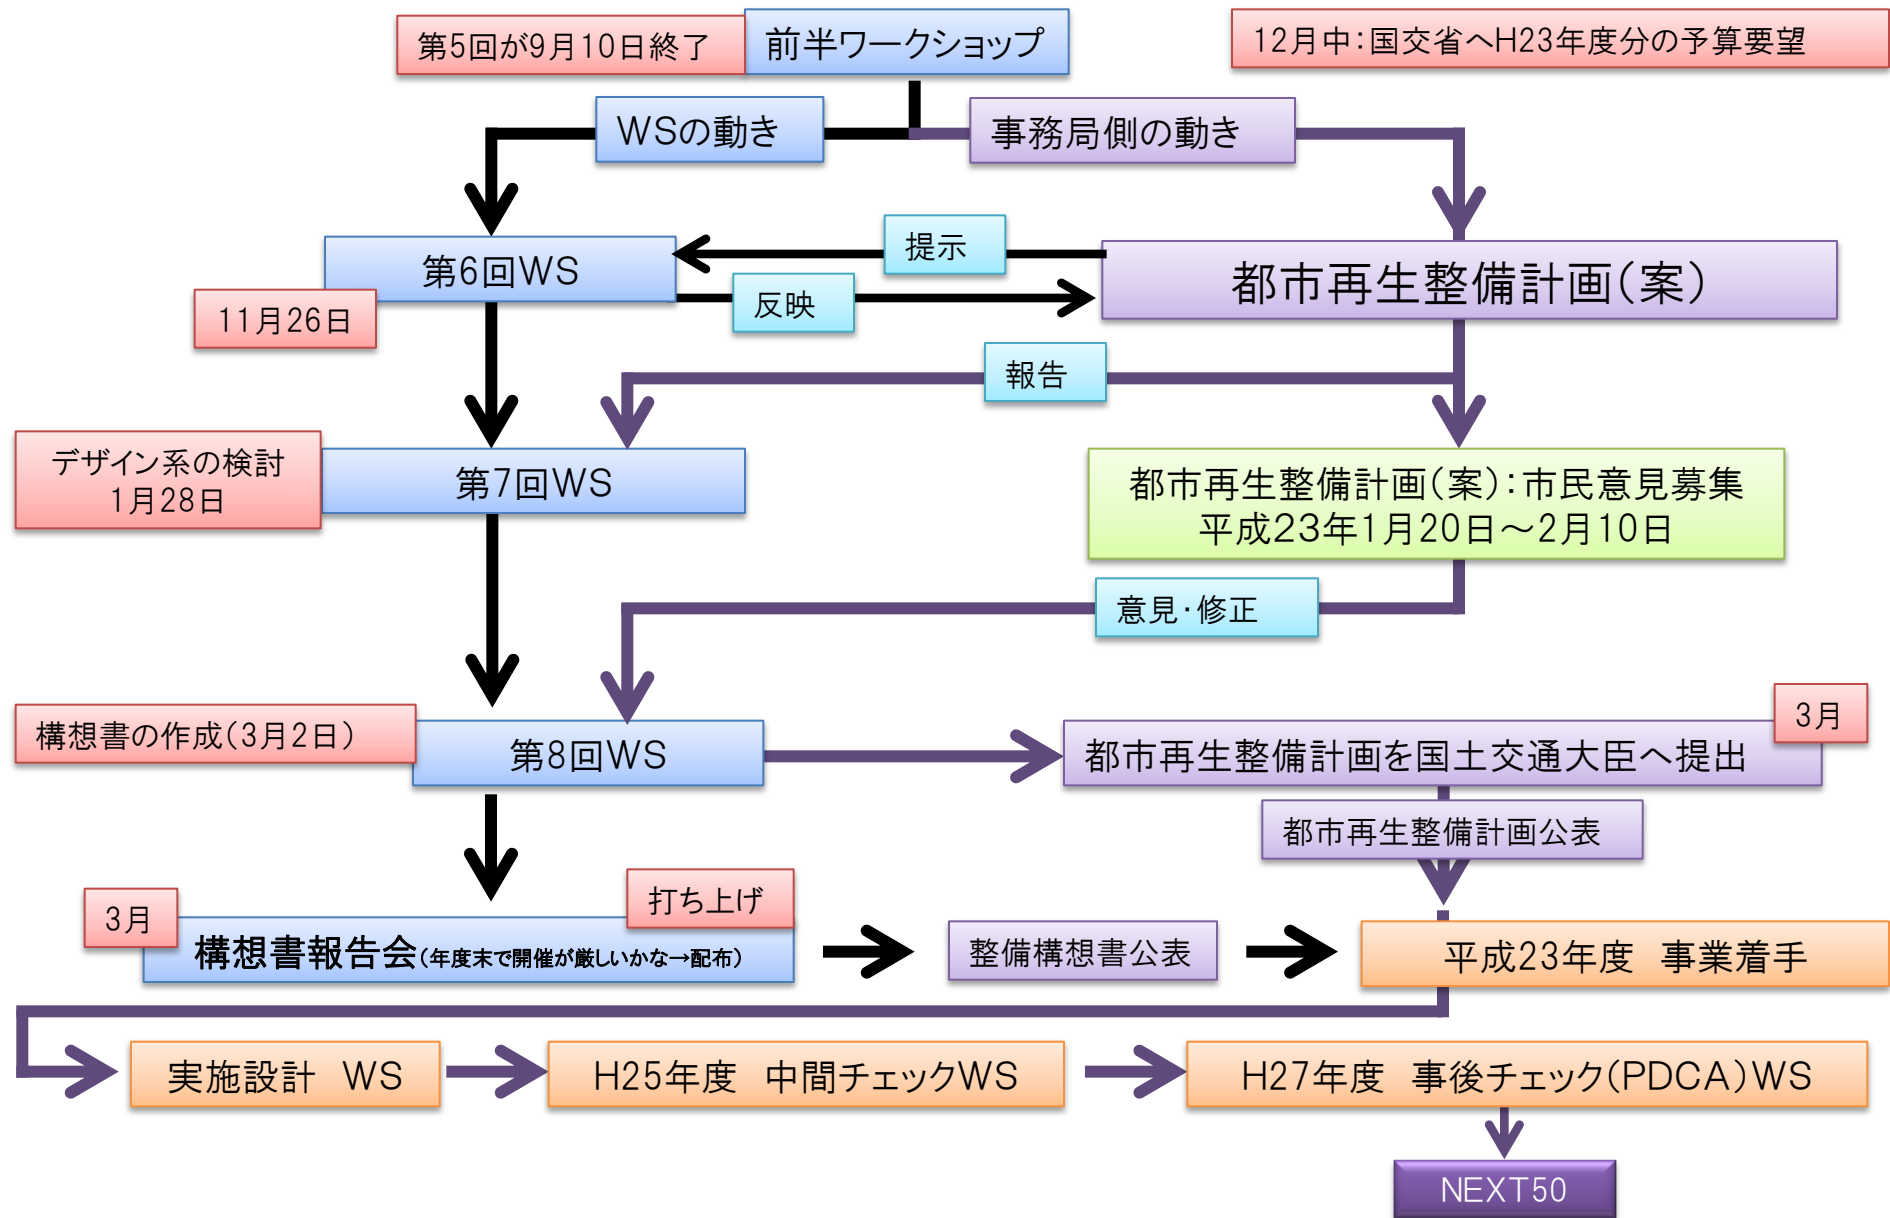 第5回が9月10日終了
前半ワークショップ
12月中：国交省へH23年度分の予算要望
WSの動き
事務局側の動き
提示
第6回WS
都市再生整備計画（案）
11月26日
反映
報告
デザイン系の検討
1月28日
第7回WS
都市再生整備計画（案）：市民意見募集
平成23年1月20日～2月10日
意見・修正
構想書の作成（3月2日）
第8回WS
3月
都市再生整備計画を国土交通大臣へ提出
都市再生整備計画公表
3月
打ち上げ
構想書報告会（年度末で開催が厳しいかな→配布）
整備構想書公表
平成23年度　事業着手
実施設計　WS
H25年度　中間チェックWS
H27年度　事後チェック（PDCA）WS
NEXT50